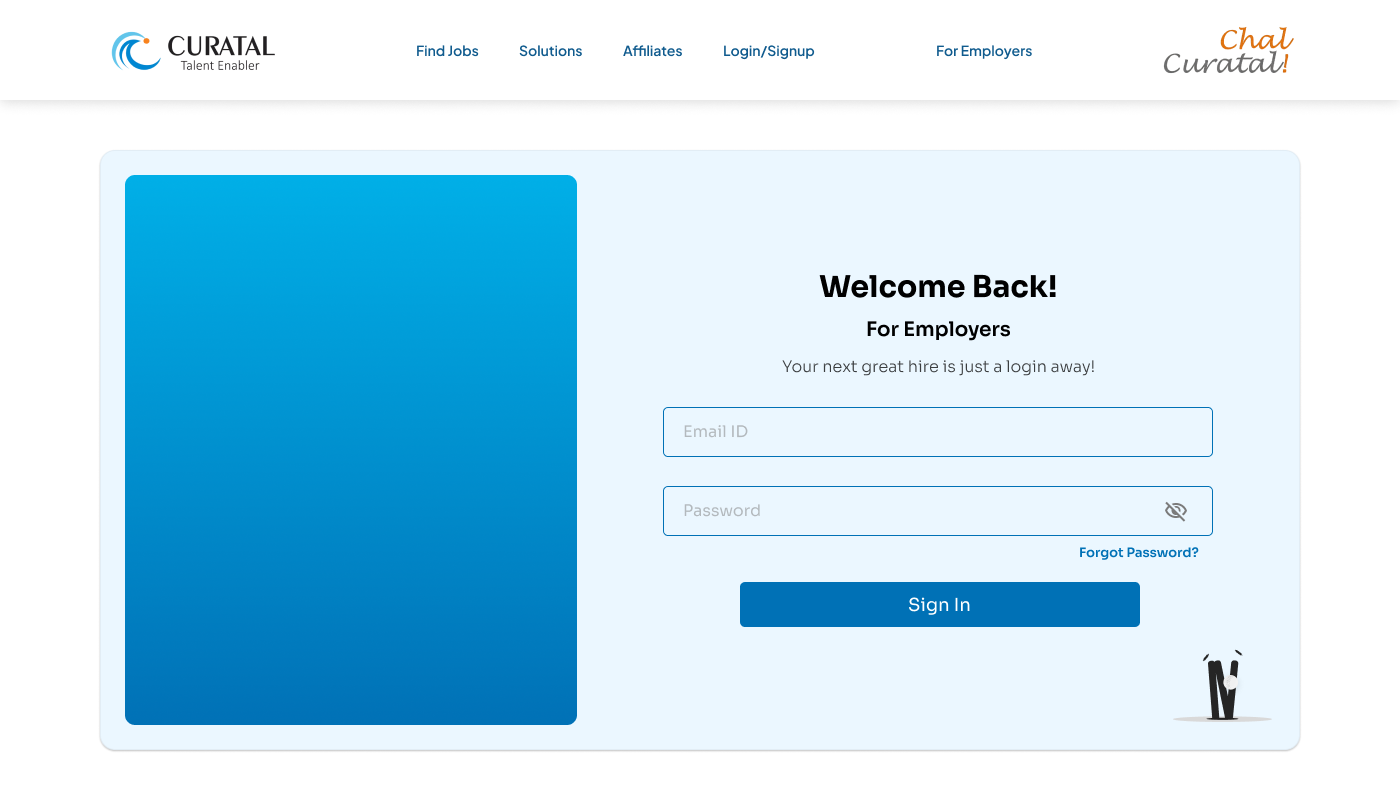 CURATAL
Talent Enabler
Find Jobs
Solutions
Affiliates
Login/Signup
For Employers
Chal
Curatal!
Welcome Back!
For Employers
Your next great hire is just a login away!
Email ID
Password
Forgot Password?
Sign In